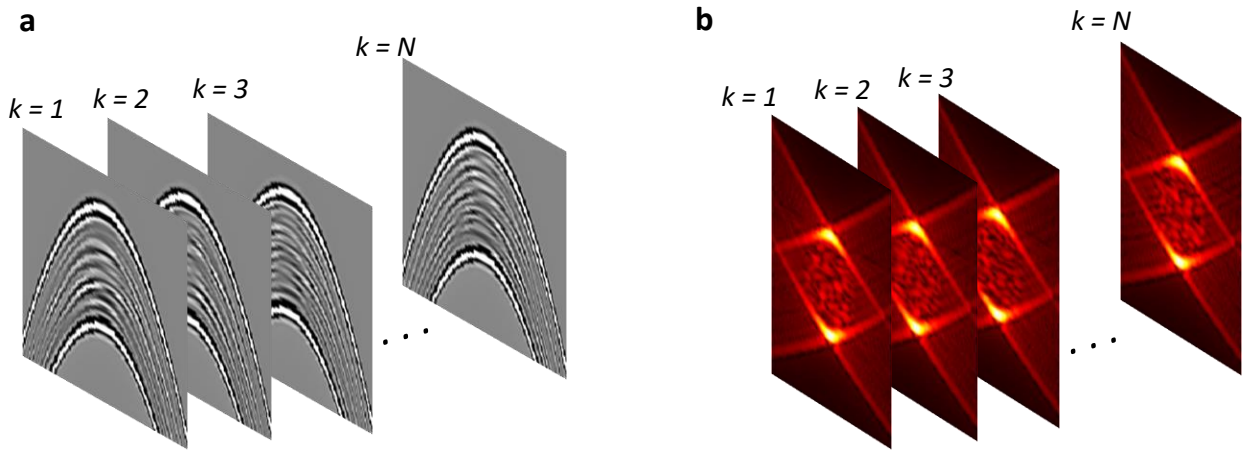 a
k = 1
k = 2
k = 3
k = N
. . .
b
k = 1
k = 2
k = 3
k = N
. . .